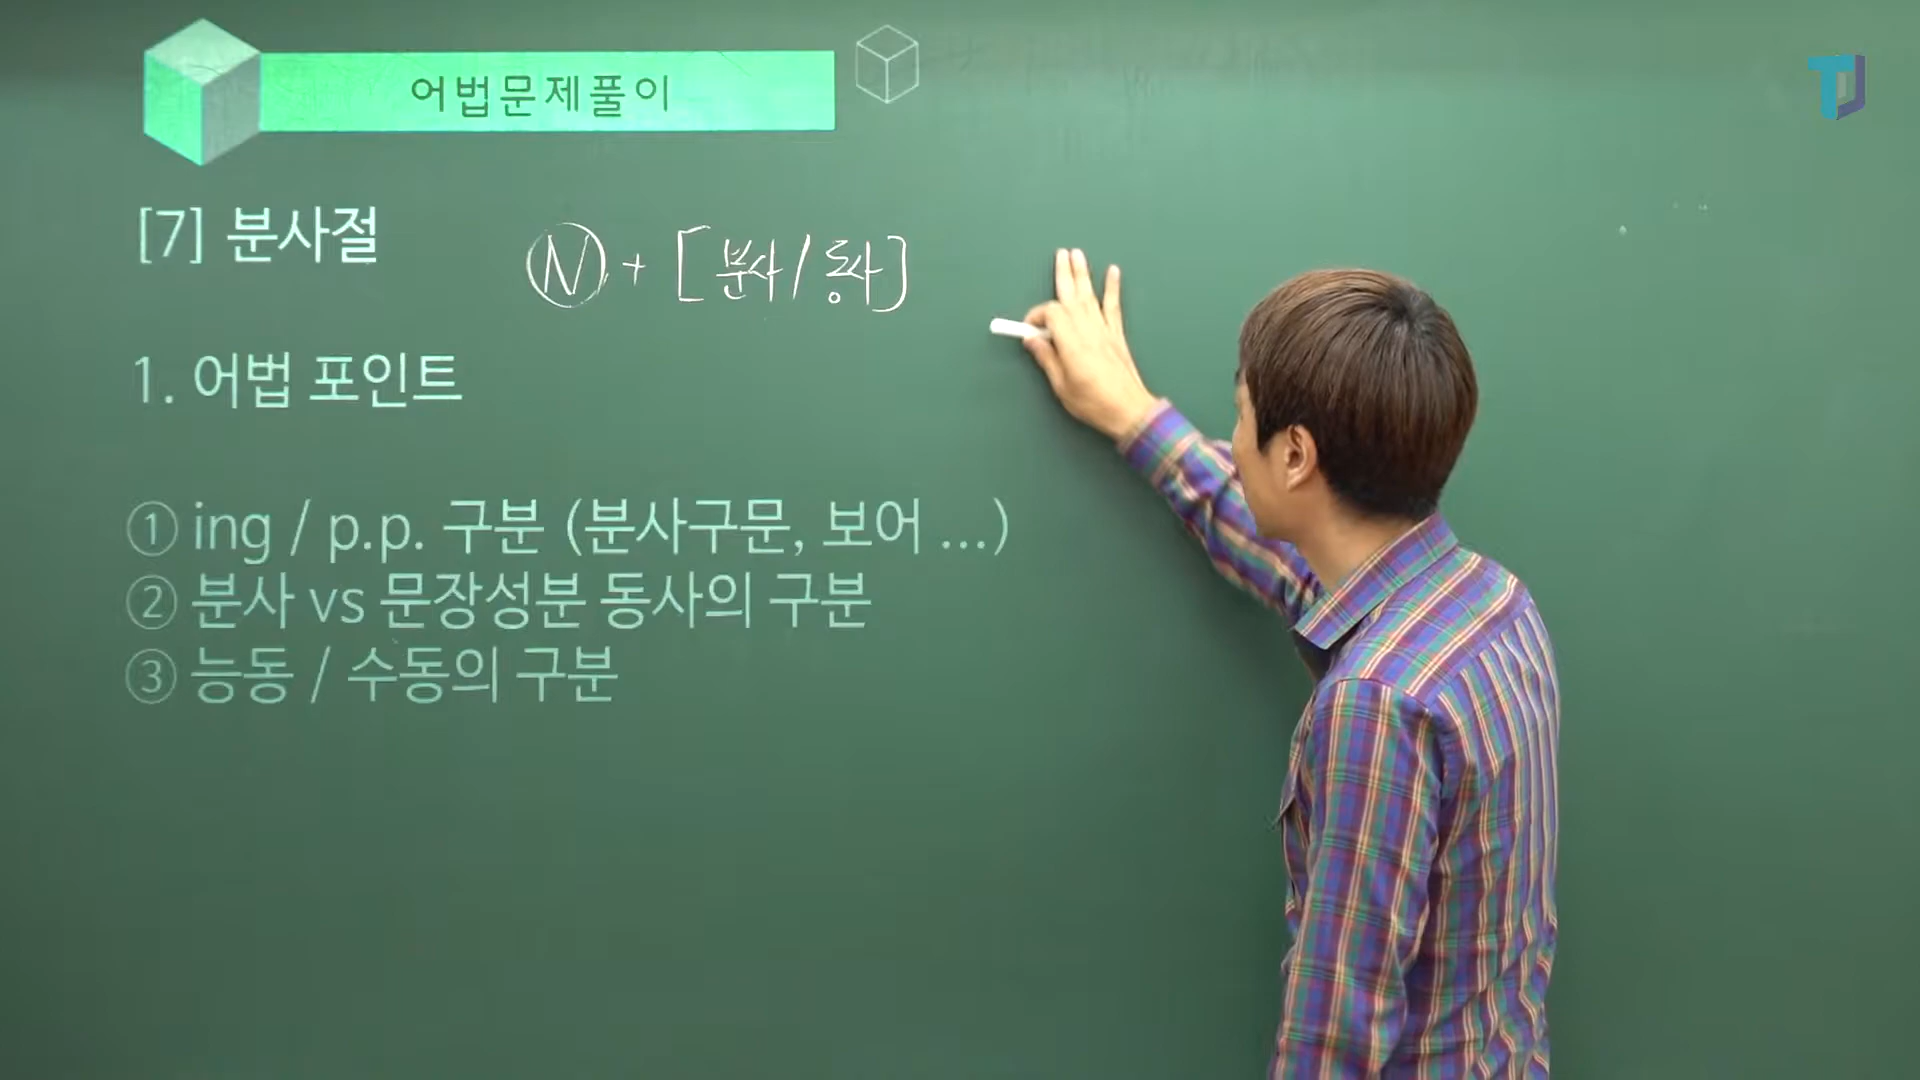 어법문제풀이
[7] 분사절
N + [분사 / 동사]
1. 어법 포인트
① ing / p.p. 구분 (분사구문, 보어 ...)
② 분사 vs 문장성분 동사의 구분
③ 능동 / 수동의 구분